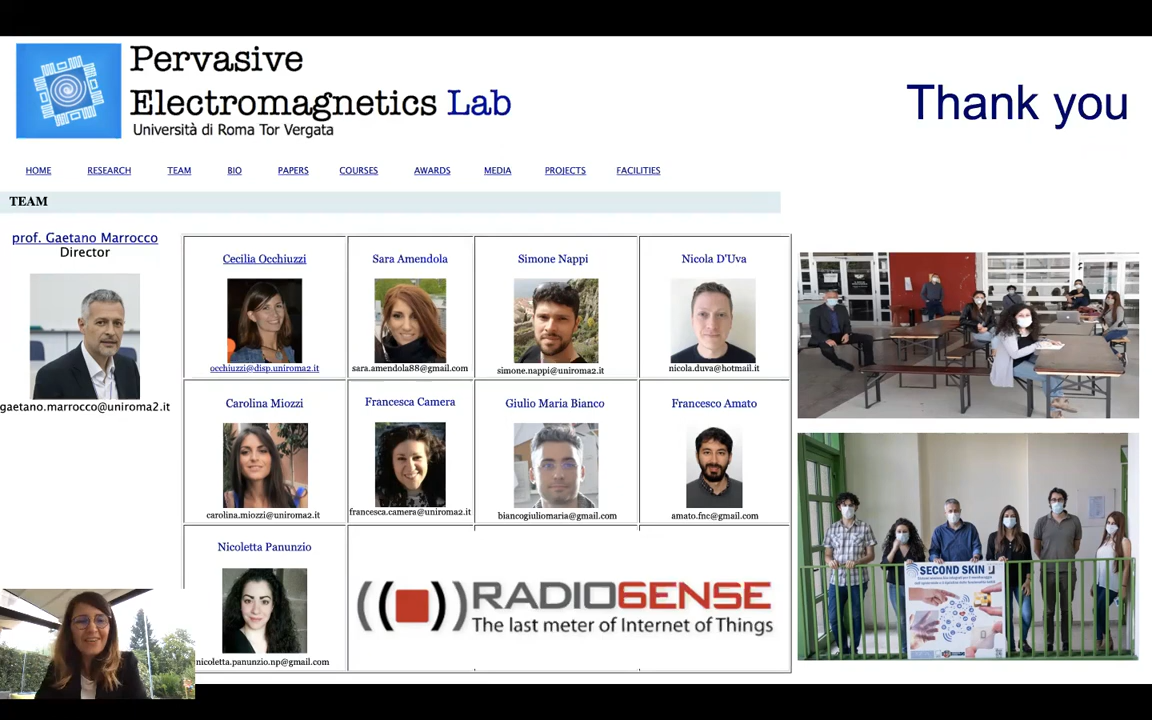 Pervasive
Electromagnetics Lab
Università di Roma Tor Vergata
Thank you
HOME RESEARCH TEAM BIO PAPERS COURSES AWARDS MEDIA PROJECTS FACILITIES
TEAM
prof. Gaetano Marrocco
Director
gaetano.marrocco@uniroma2.it
Cecilia Occhiuzzi
occhiuzzi@disp.uniroma2.it
Sara Amendola
sara.amendola88@gmail.com
Simone Nappi
simone.nappi@uniroma2.it
Nicola D'Uva
nicola.duva@hotmail.it
Carolina Miozzi
carolina.miozzi@uniroma2.it
Francesca Camera
francesca.camera@uniroma2.it
Giulio Maria Bianco
biancogiuliomaria@gmail.com
Francesco Amato
amato.fnc@gmail.com
Nicoletta Panunzio
nicoletta.panunzio.np@gmail.com
RADIO6ENSE
The last meter of Internet of Things
SECOND SKIN